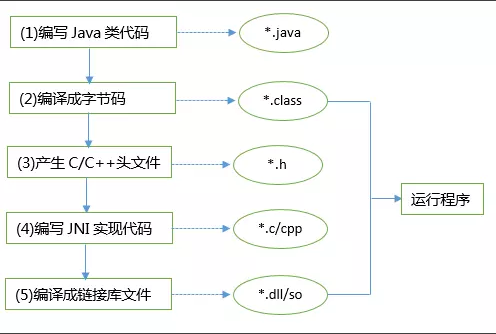 (1)编写 Java 类代码
*.java
(2)编译成字节码
*.class
(3)产生 C/C++头文件
*.h
运行程序
(4)编写 JNI 实现代码
*.c/cpp
(5)编译成链接库文件
*.dll/so